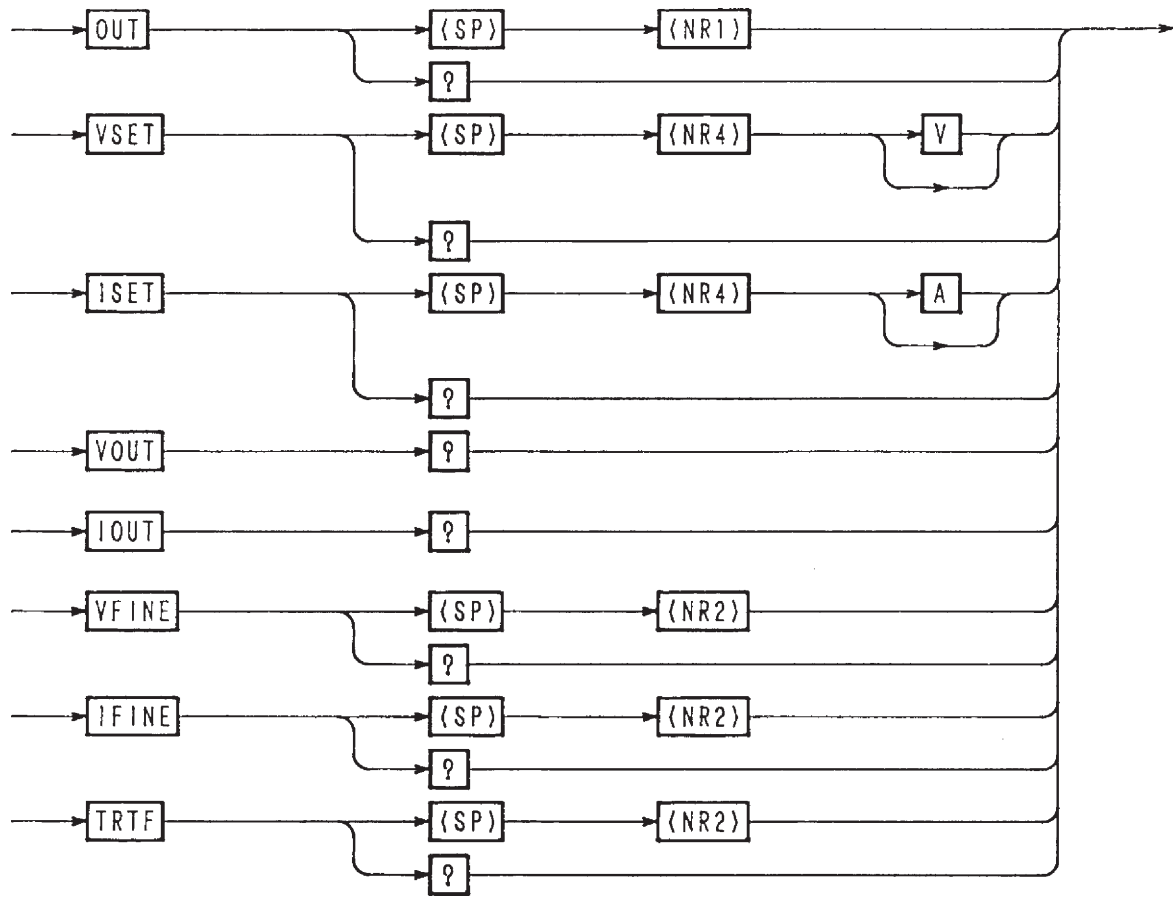 OUT (SP) (NR1)
?
VSET (SP) (NR4) V
?
ISET (SP) (NR4) A
?
VOUT ?
IOUT ?
VFINE (SP) (NR2)
?
IFINE (SP) (NR2)
?
TRTF (SP) (NR2)
?